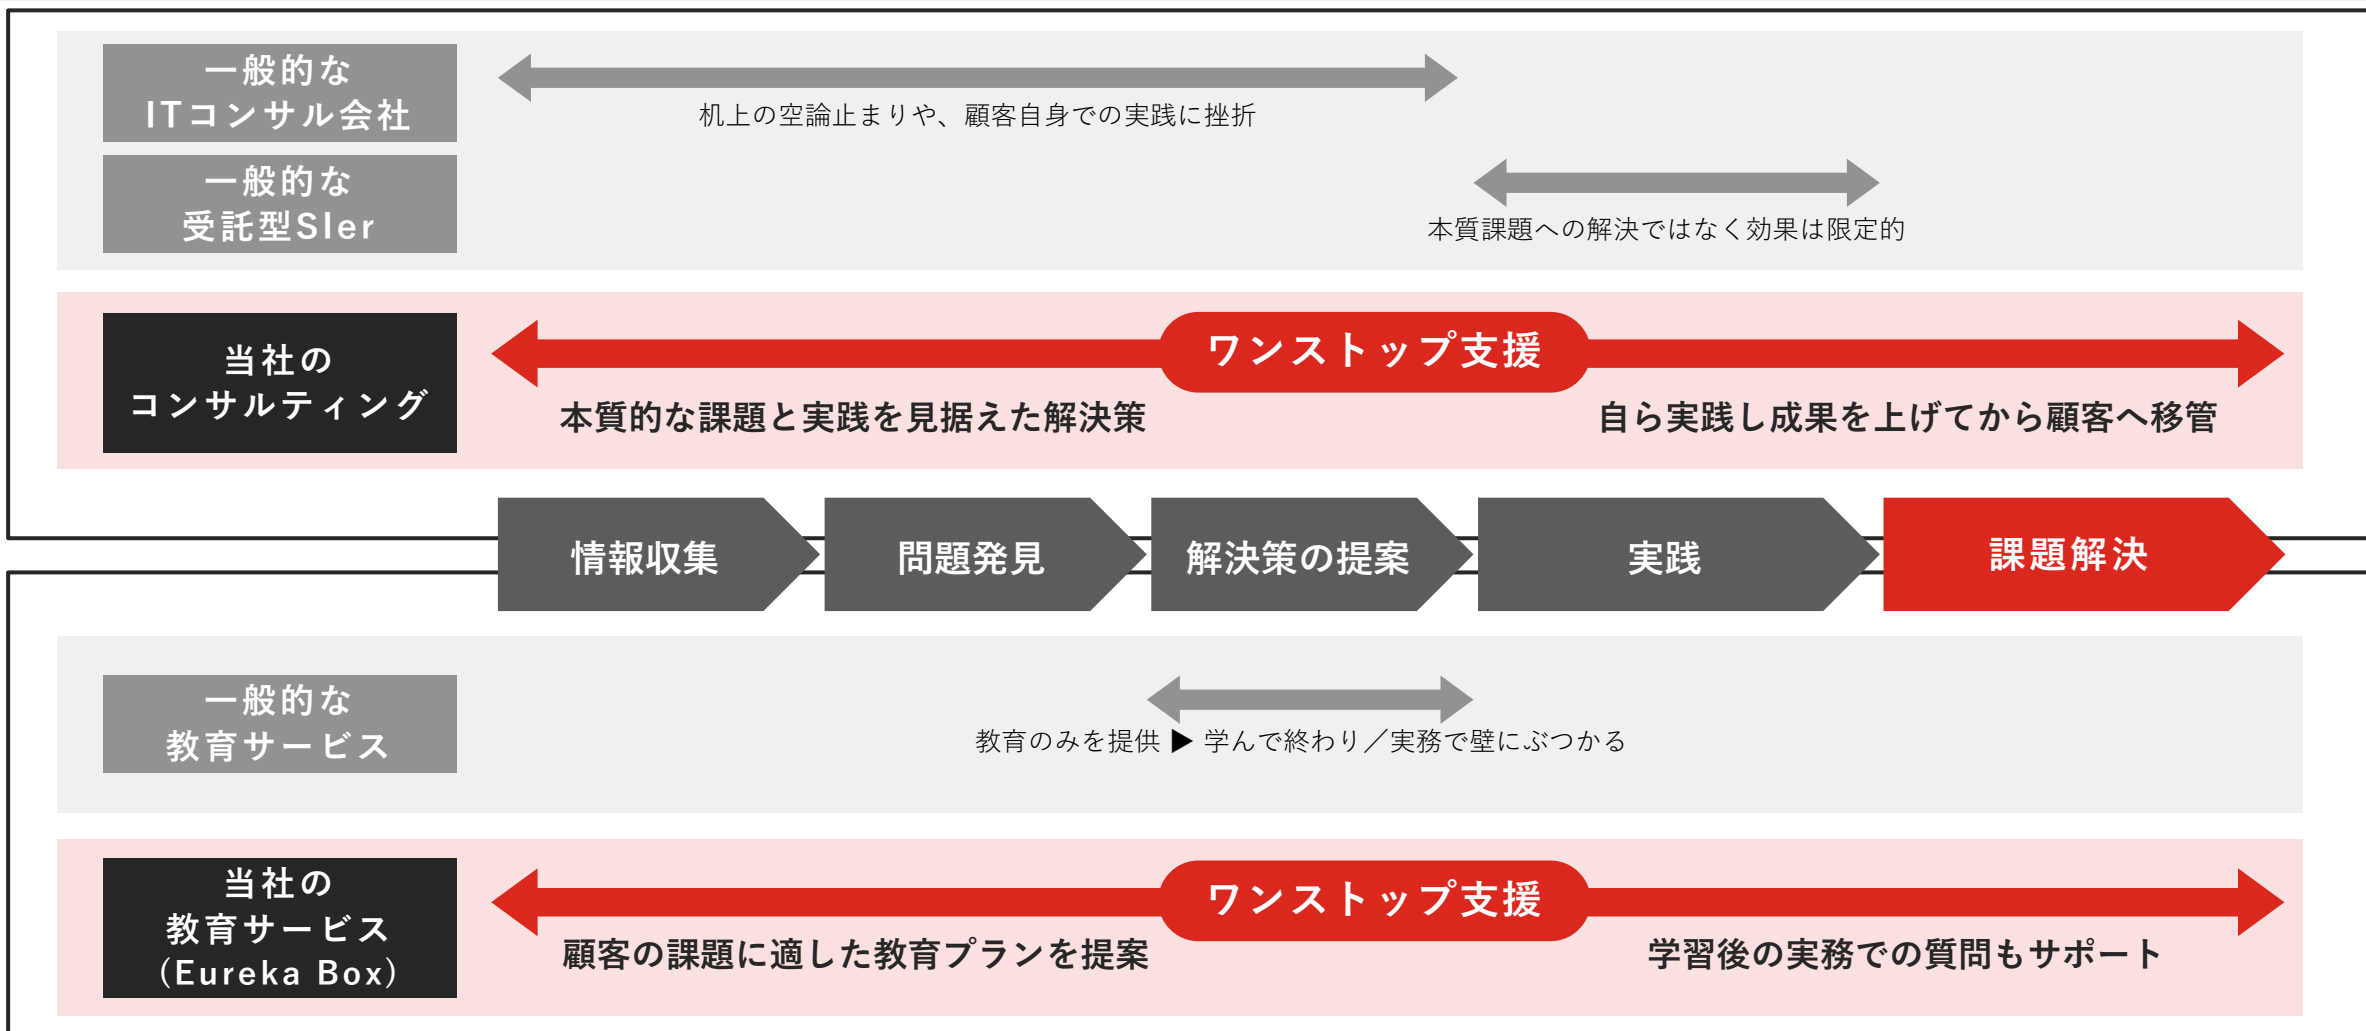 一般的な
ITコンサル会社
机上の空論止まりや、顧客自身での実践に挫折
一般的な
受託型SIer
本質課題への解決ではなく効果は限定的
当社の
コンサルティング
ワンストップ支援
本質的な課題と実践を見据えた解決策
自ら実践し成果を上げてから顧客へ移管
情報収集
問題発見
解決策の提案
実践
課題解決
一般的な
教育サービス
教育のみを提供 ▶ 学んで終わり／実務で壁にぶつかる
当社の
教育サービス
（Eureka Box）
ワンストップ支援
顧客の課題に適した教育プランを提案
学習後の実務での質問もサポート